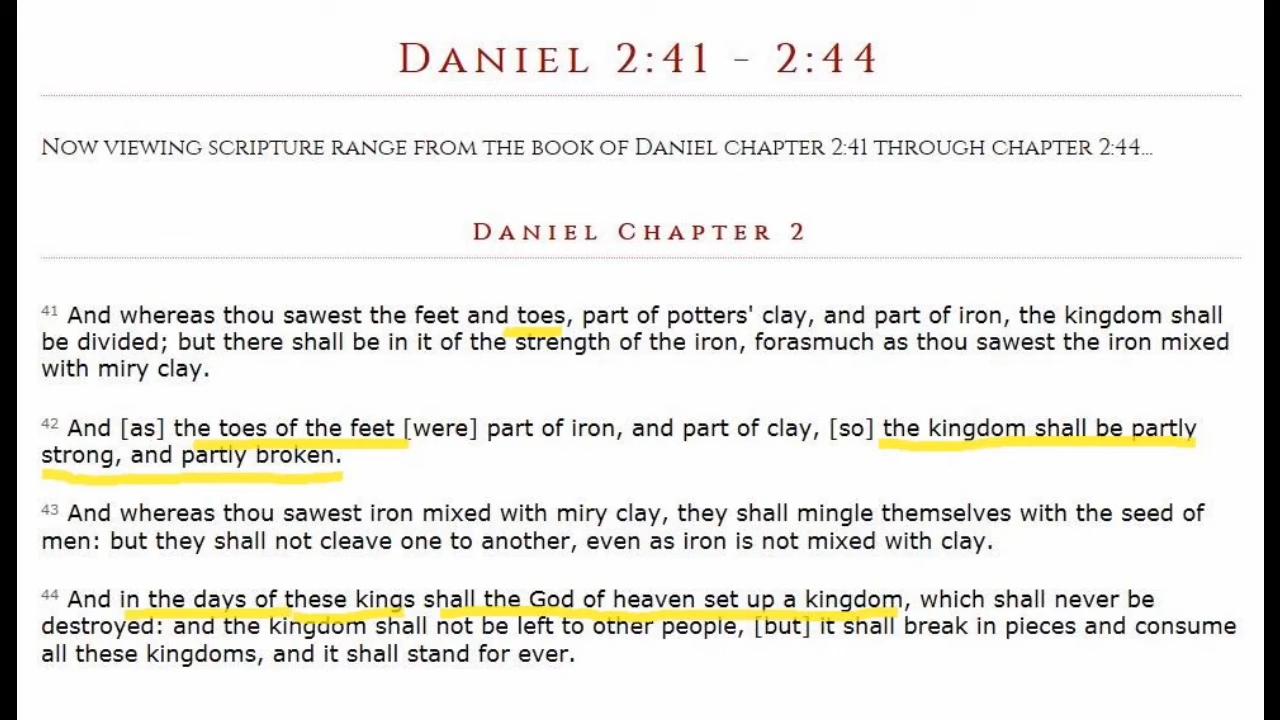 DANIEL 2:41 - 2:44
NOW VIEWING SCRIPTURE RANGE FROM THE BOOK OF DANIEL CHAPTER 2:41 THROUGH CHAPTER 2:44...
DANIEL CHAPTER 2
41 And whereas thou sawest the feet and toes, part of potters' clay, and part of iron, the kingdom shall
be divided; but there shall be in it of the strength of the iron, forasmuch as thou sawest the iron mixed
with miry clay.
42 And [as] the toes of the feet [were] part of iron, and part of clay, [so] the kingdom shall be partly
strong, and partly broken.
43 And whereas thou sawest iron mixed with miry clay, they shall mingle themselves with the seed of
men: but they shall not cleave one to another, even as iron is not mixed with clay.
44 And in the days of these kings shall the God of heaven set up a kingdom, which shall never be
destroyed: and the kingdom shall not be left to other people, [but] it shall break in pieces and consume
all these kingdoms, and it shall stand for ever.